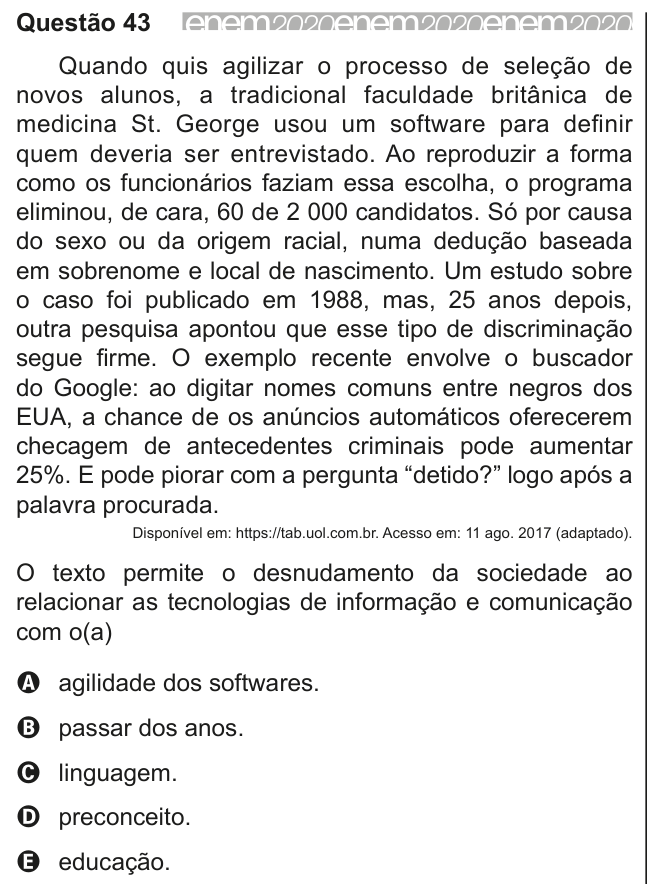 Questão 43 enem2020enem2020enem2020
Quando quis agilizar o processo de seleção de
novos alunos, a tradicional faculdade britânica de
medicina St. George usou um software para definir
quem deveria ser entrevistado. Ao reproduzir a forma
como os funcionários faziam essa escolha, o programa
eliminou, de cara, 60 de 2 000 candidatos. Só por causa
do sexo ou da origem racial, numa dedução baseada
em sobrenome e local de nascimento. Um estudo sobre
o caso foi publicado em 1988, mas, 25 anos depois,
outra pesquisa apontou que esse tipo de discriminação
segue firme. O exemplo recente envolve o buscador
do Google: ao digitar nomes comuns entre negros dos
EUA, a chance de os anúncios automáticos oferecerem
checagem de antecedentes criminais pode aumentar
25%. E pode piorar com a pergunta “detido?” logo após a
palavra procurada.
Disponível em: https://tab.uol.com.br. Acesso em: 11 ago. 2017 (adaptado).
O texto permite o desnudamento da sociedade ao
relacionar as tecnologias de informação e comunicação
com o(a)
A agilidade dos softwares.
B passar dos anos.
C linguagem.
D preconceito.
E educação.